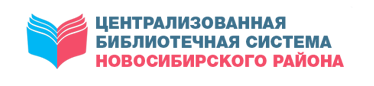 ЦЕНТРАЛИЗОВАННАЯ
БИБЛИОТЕЧНАЯ СИСТЕМА
НОВОСИБИРСКОГО РАЙОНА